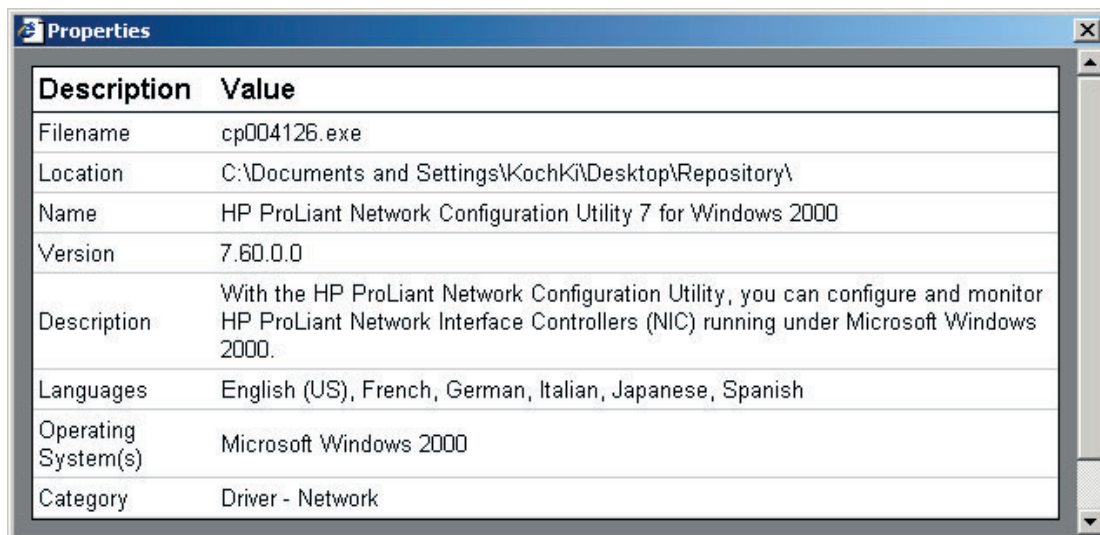 Properties
Description Value
Filename cp004126.exe
Location C:\Documents and Settings\KochKi\Desktop\Repository\
Name HP ProLiant Network Configuration Utility 7 for Windows 2000
Version 7.60.0.0
With the HP ProLiant Network Configuration Utility, you can configure and monitor
Description HP ProLiant Network Interface Controllers (NIC) running under Microsoft Windows
2000.
Languages English (US), French, German, Italian, Japanese, Spanish
Operating
System(s) Microsoft Windows 2000
Category Driver - Network